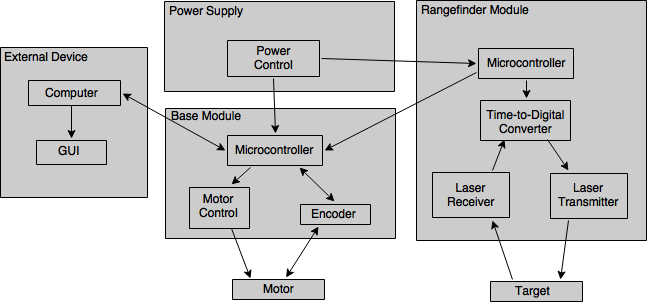 Power Supply
Rangefinder Module
Power
Control
Microcontroller
External Device
Computer
Base Module
Time-to-Digital
Converter
GUI
Microcontroller
Motor
Control
Encoder
Laser
Receiver
Laser
Transmitter
Motor
Target